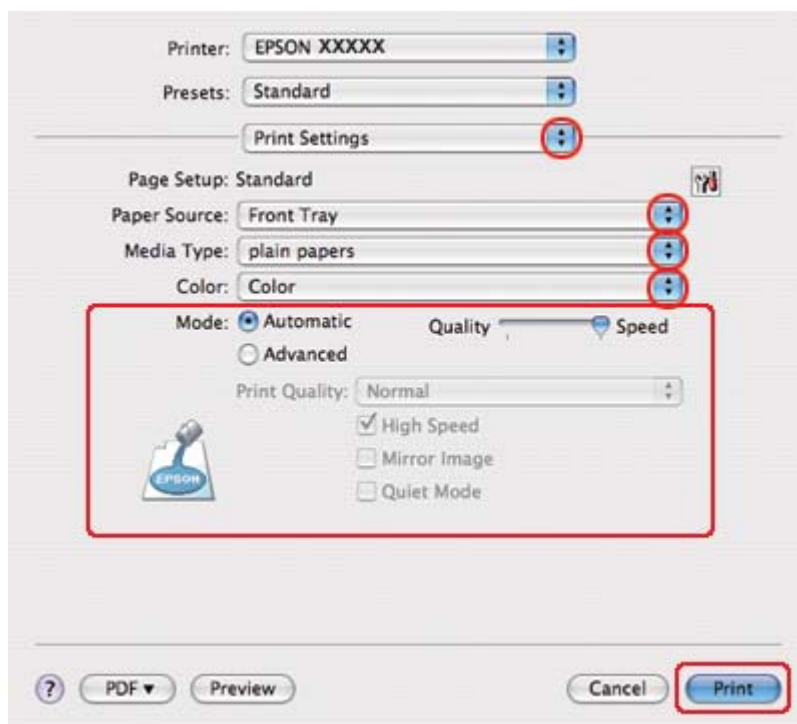 Printer: EPSON XXXXX
Presets: Standard
Print Settings
Page Setup: Standard
Paper Source: Front Tray
Media Type: plain papers
Color: Color
Mode: Automatic Quality Speed
Advanced
Print Quality: Normal
High Speed
Mirror Image
Quiet Mode
EPSON
? PDF Preview Cancel Print